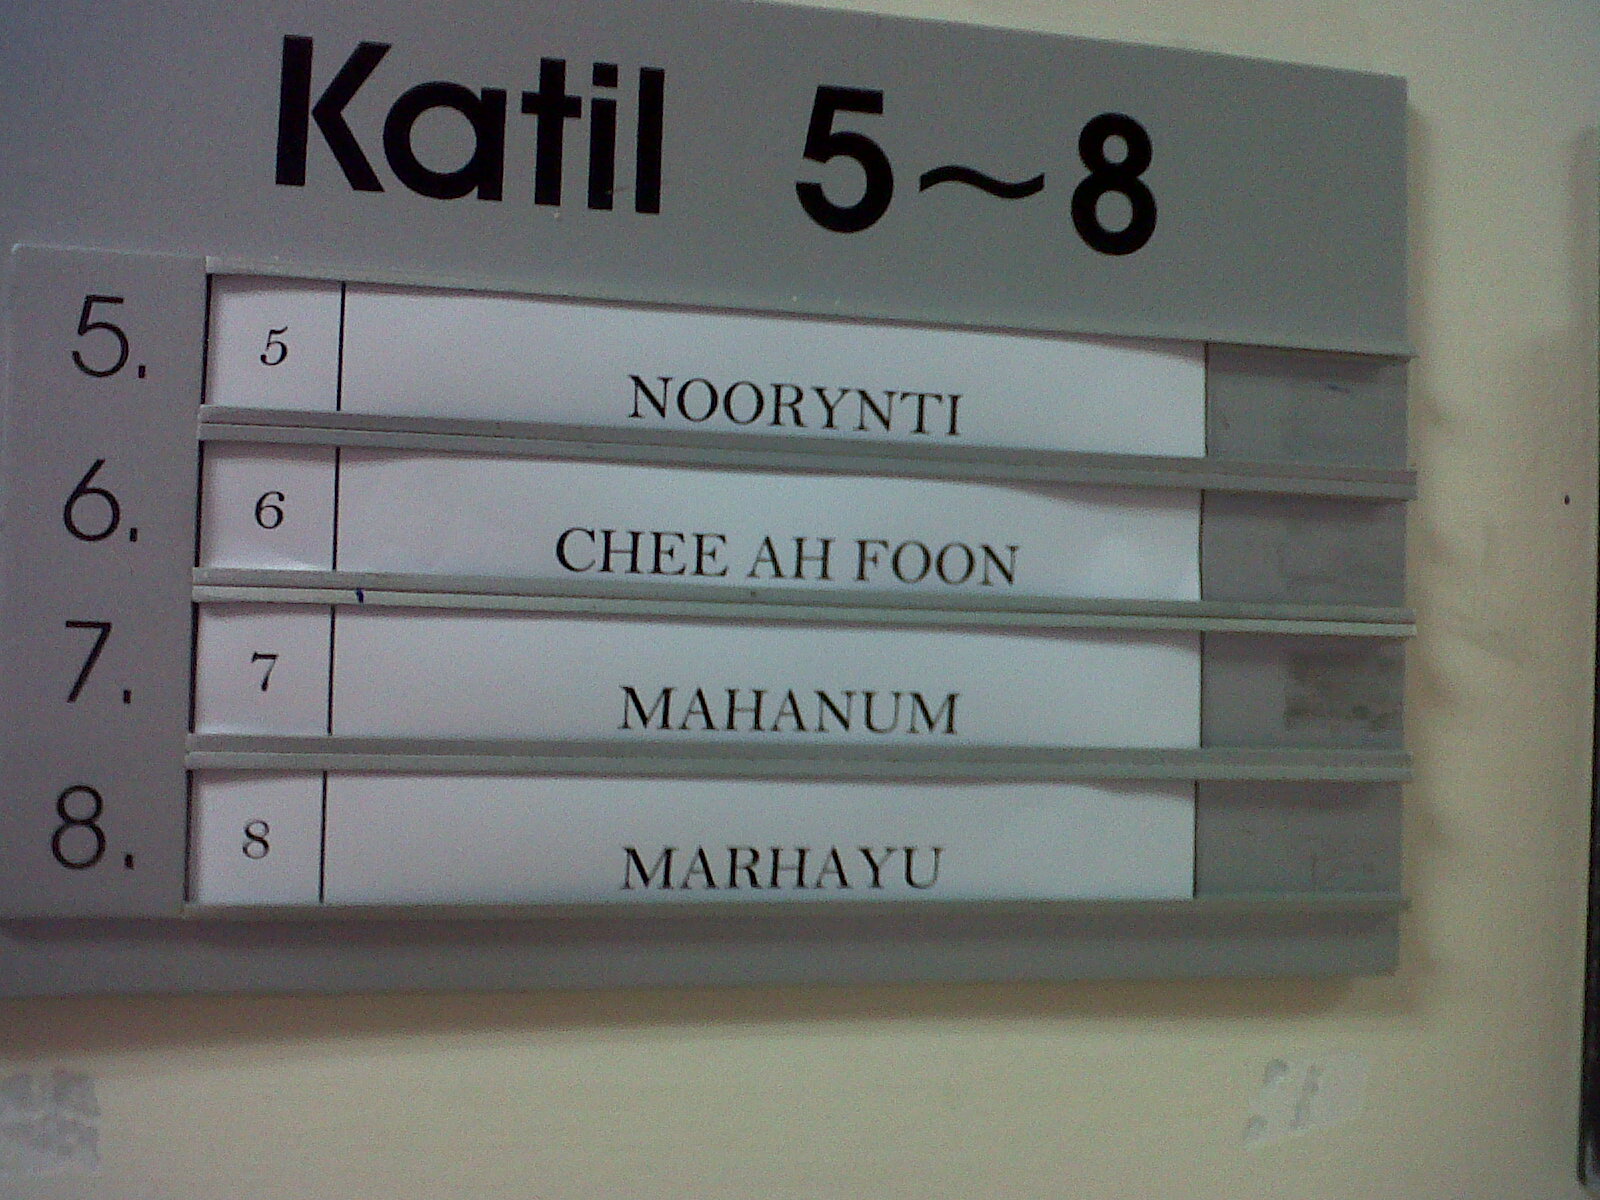 Katil 5~8
5. 5 NOORYNTI
6. 6 CHEE AH FOON
7. 7 MAHANUM
8. 8 MARHAYU